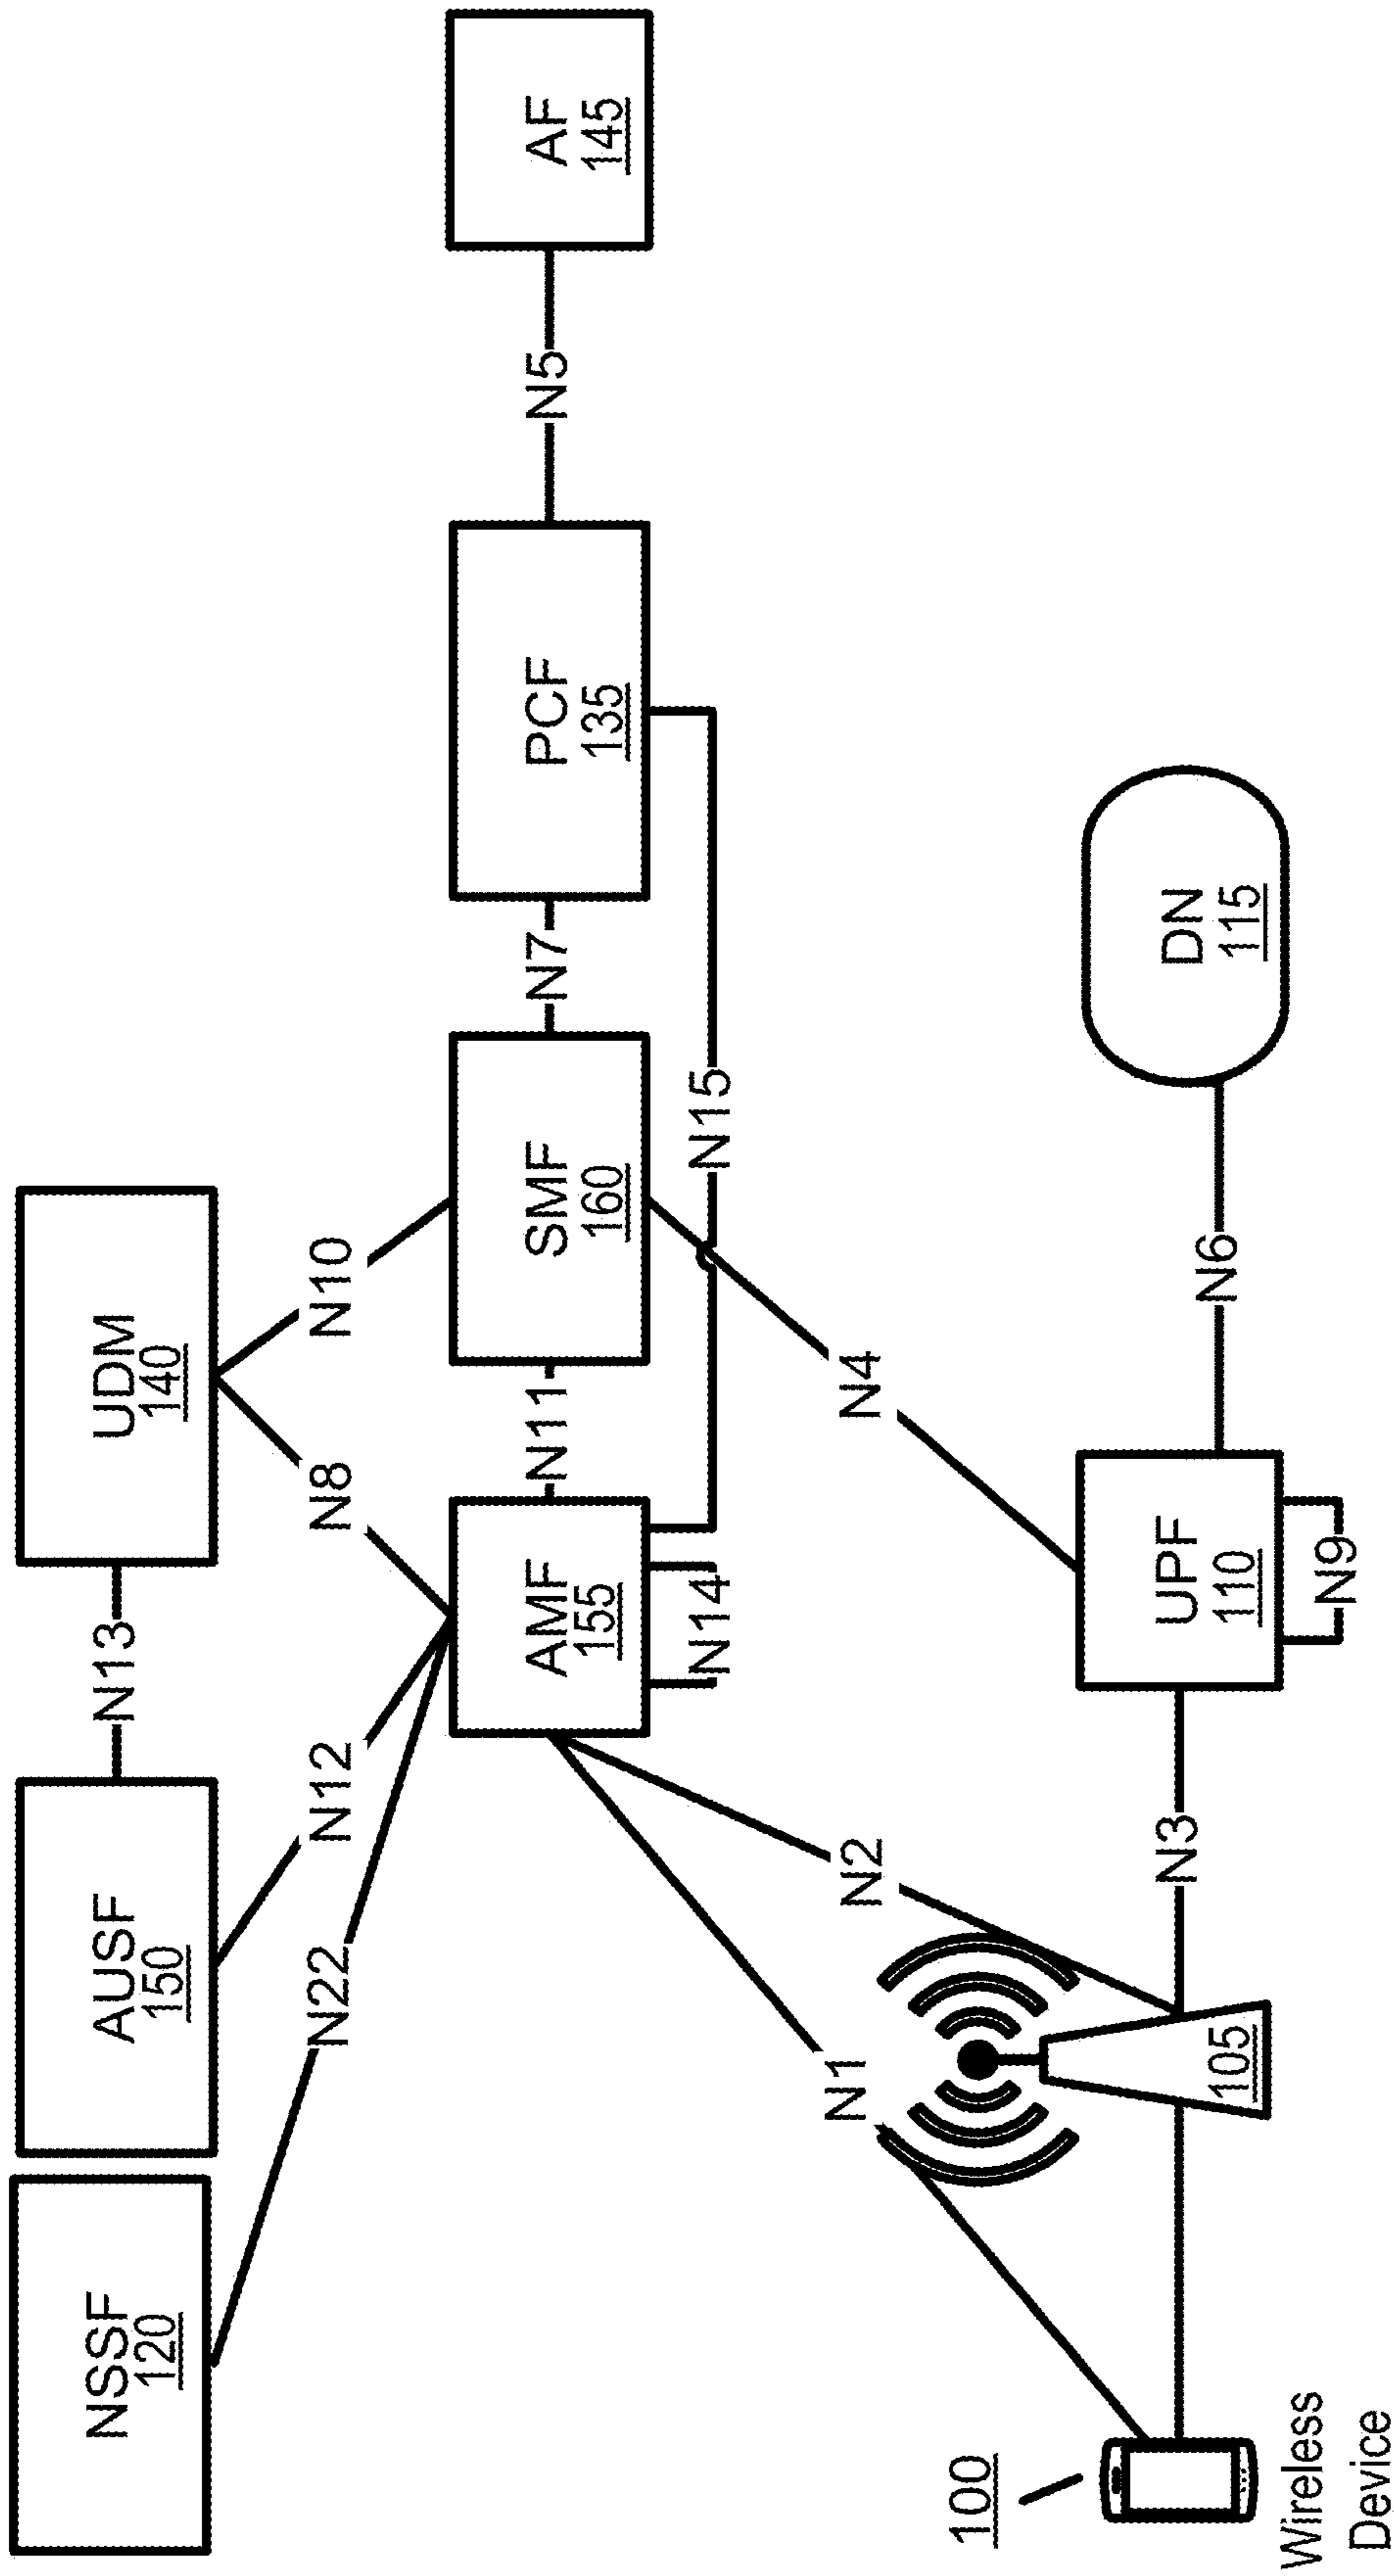 NSSF
120
AUSF
150
N13
UDM
140
N22
N12
N8
N10
AMF
155
N11
SMF
160
N7
PCF
135
N5
AF
145
N14
N15
N1
N2
N4
100
105
N3
UPF
110
N6
DN
115
N9
Wireless
Device